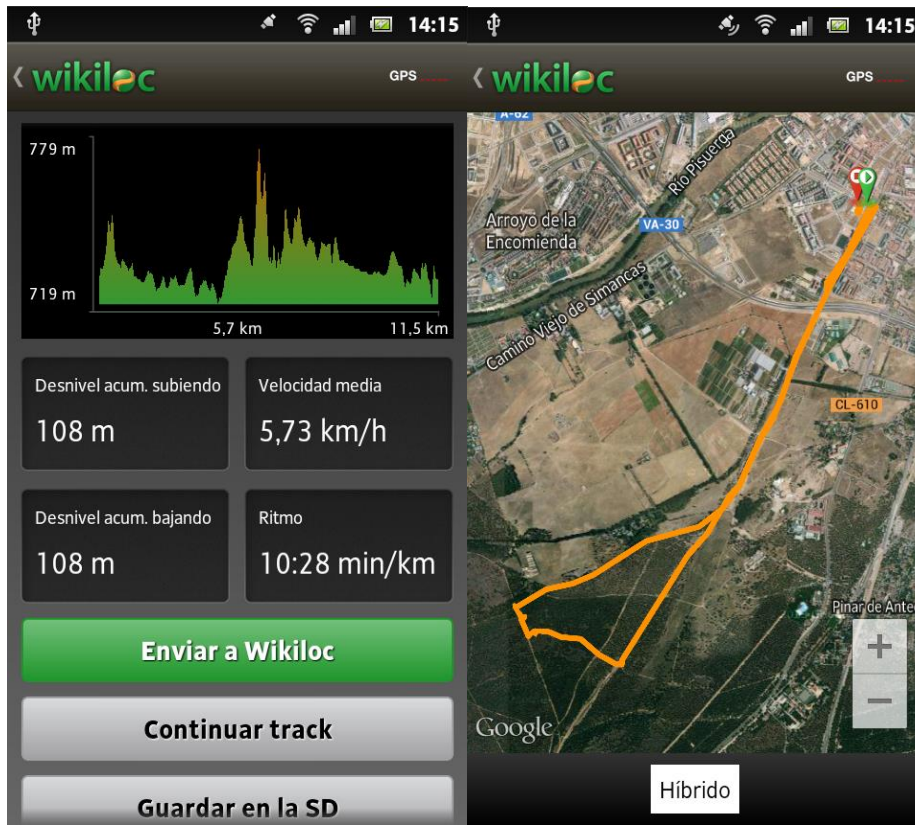 14:15
wikiloc
GPS
779 m
719 m
5,7 km
11,5 km
Desnivel acum. subiendo
108 m
Velocidad media
5,73 km/h
Desnivel acum. bajando
108 m
Ritmo
10:28 min/km
Enviar a Wikiloc
Continuar track
Guardar en la SD
14:15
wikiloc
GPS
A-62
Río Pisuerga
Arroyo de la
Encomienda
VA-30
Camino Viejo de Simancas
CL-610
Pinar de Ante
+
−
Google
Híbrido